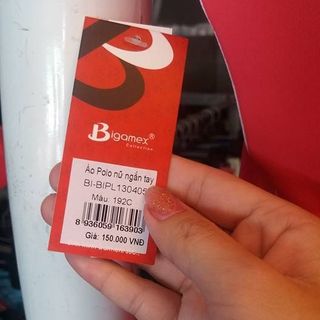 Bigamex®
Collection
Áo Polo nữ ngắn tay
BI-BIPL130405
Màu: 192C
8 936059 163903
Giá: 150.000 VNĐ